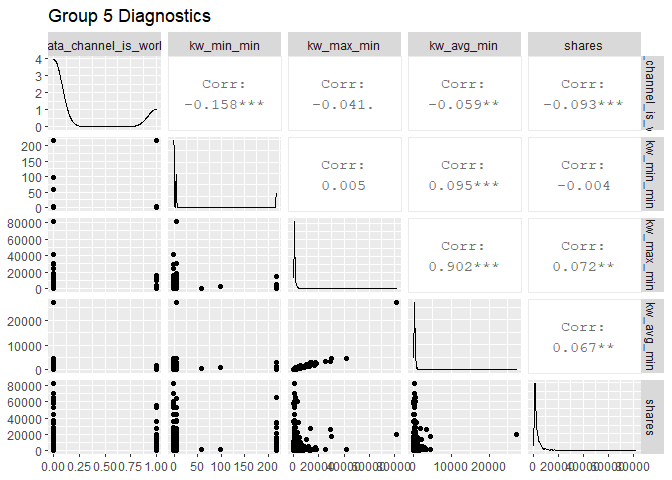 Group 5 Diagnostics
ata_channel_is_worl
kw_min_min
kw_max_min
kw_avg_min
shares
4
3
2
1
0
Corr:
-0.158***
Corr:
-0.041.
Corr:
-0.059**
Corr:
-0.093***
_channel_is_v
200
150
100
50
0
Corr:
0.005
Corr:
0.095***
Corr:
-0.004
kw_min_min
80000
60000
40000
20000
0
Corr:
0.902***
Corr:
0.072**
kw_max_min
20000
10000
0
Corr:
0.067**
kw_avg_min
80000
60000
40000
20000
0
shares
0.00 0.25 0.50 0.75 1.00
0 50 100 150 200
0 20000 40000 60000 80000
0 10000 20000
0 20000 40000 60000 80000